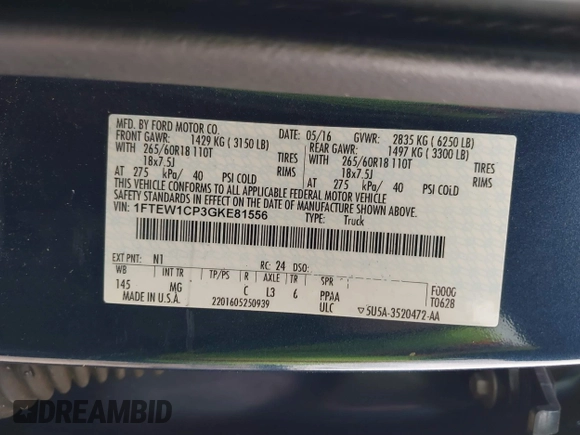 MFD. BY FORD MOTOR CO.
DATE: 05/16 GVWR: 2835 KG ( 6250 LB)
FRONT GAWR: 1429 KG ( 3150 LB) REAR GAWR: 1497 KG ( 3300 LB)
WITH 265/60R18 110T TIRES WITH 265/60R18 110T TIRES
18x7.5J RIMS 18x7.5J RIMS
AT 275 kPa/ 40 PSI COLD AT 275 kPa/ 40 PSI COLD
THIS VEHICLE CONFORMS TO ALL APPLICABLE FEDERAL MOTOR VEHICLE
SAFETY STANDARDS IN EFFECT ON THE DATE OF MANUFACTURE SHOWN ABOVE.
VIN: 1FTEW1CP3GKE81556 TYPE: Truck
EXT PNT: N1 RC: 24 DSO:
WB INT TR TP/PS R AXLE TR SPR
145 MG C L3 6 PPAA
F000G
T0628
MADE IN U.S.A. 2201605250939 ULC 5U5A-3520472-AA
DREAMBID